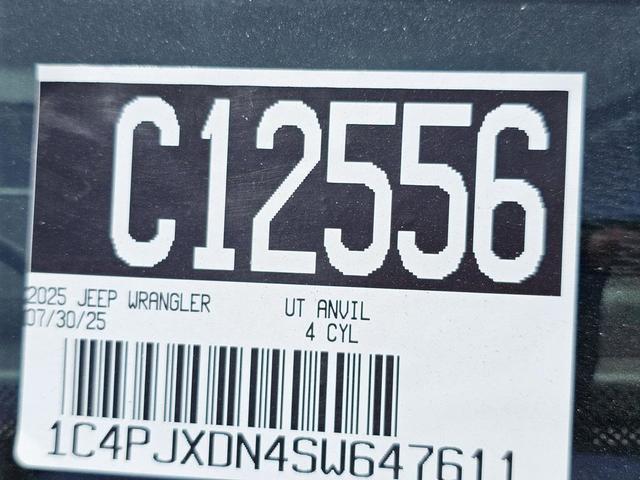 C12556
2025 JEEP WRANGLER UT ANVIL
07/30/25 4 CYL
1C4PJXDN4SW647611